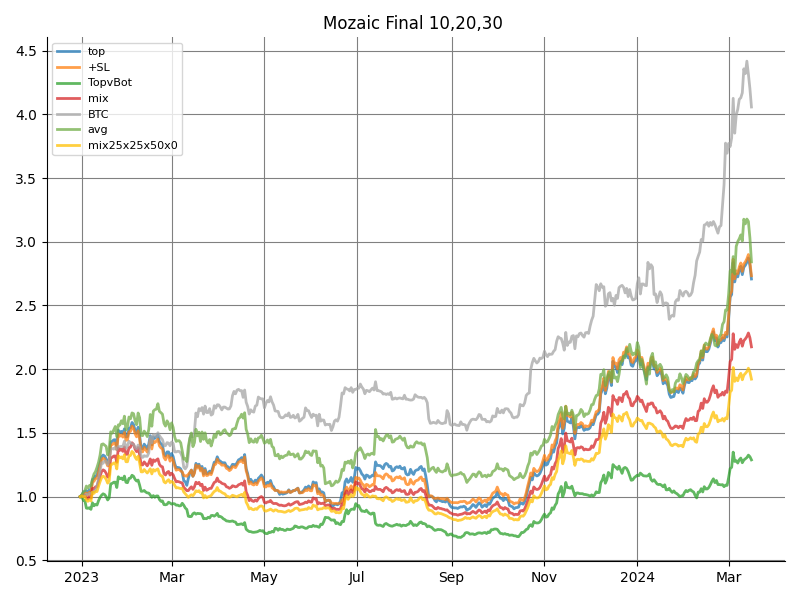 Mozaic Final 10,20,30
top
+SL
TopvBot
mix
BTC
avg
mix25x25x50x0
4.5
4.0
3.5
3.0
2.5
2.0
1.5
1.0
0.5
2023
Mar
May
Jul
Sep
Nov
2024
Mar